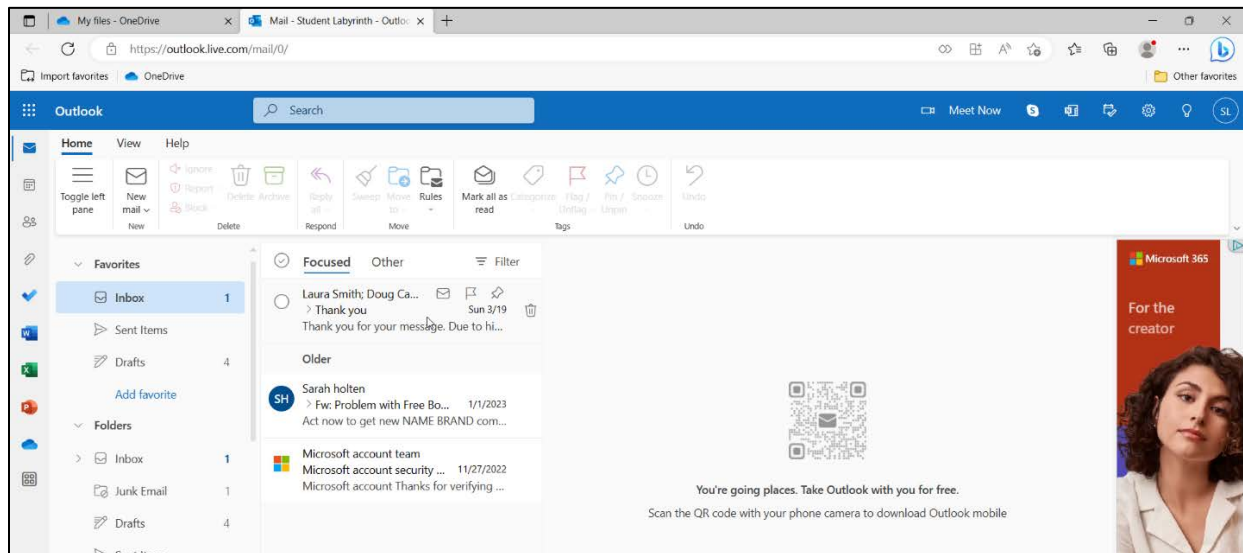 My files - OneDrive
Mail - Student Labyrinth - Outlo
https://outlook.live.com/mail/0/
Import favorites OneDrive Other favorites
Outlook Search Meet Now SL
Home View Help
Toggle left pane
New mail
New
Ignore
Report
Block
Delete Archive
Delete
Reply all
Respond
Sweep Move to Rules
Move
Mark all as read
Categorize
Flag / Unflag
Pin / Unpin
Snooze
Tags
Undo
Undo
Favorites
Inbox 1
Sent Items
Drafts 4
Add favorite
Folders
Inbox 1
Junk Email 1
Drafts 4
Focused Other Filter
Laura Smith; Doug Ca...
Thank you Sun 3/19
Thank you for your message. Due to hi...
Older
SH
Sarah holten
Fw: Problem with Free Bo... 1/1/2023
Act now to get new NAME BRAND com...
Microsoft account team
Microsoft account security ... 11/27/2022
Microsoft account Thanks for verifying ...
You're going places. Take Outlook with you for free.
Scan the QR code with your phone camera to download Outlook mobile
Microsoft 365
For the
creator